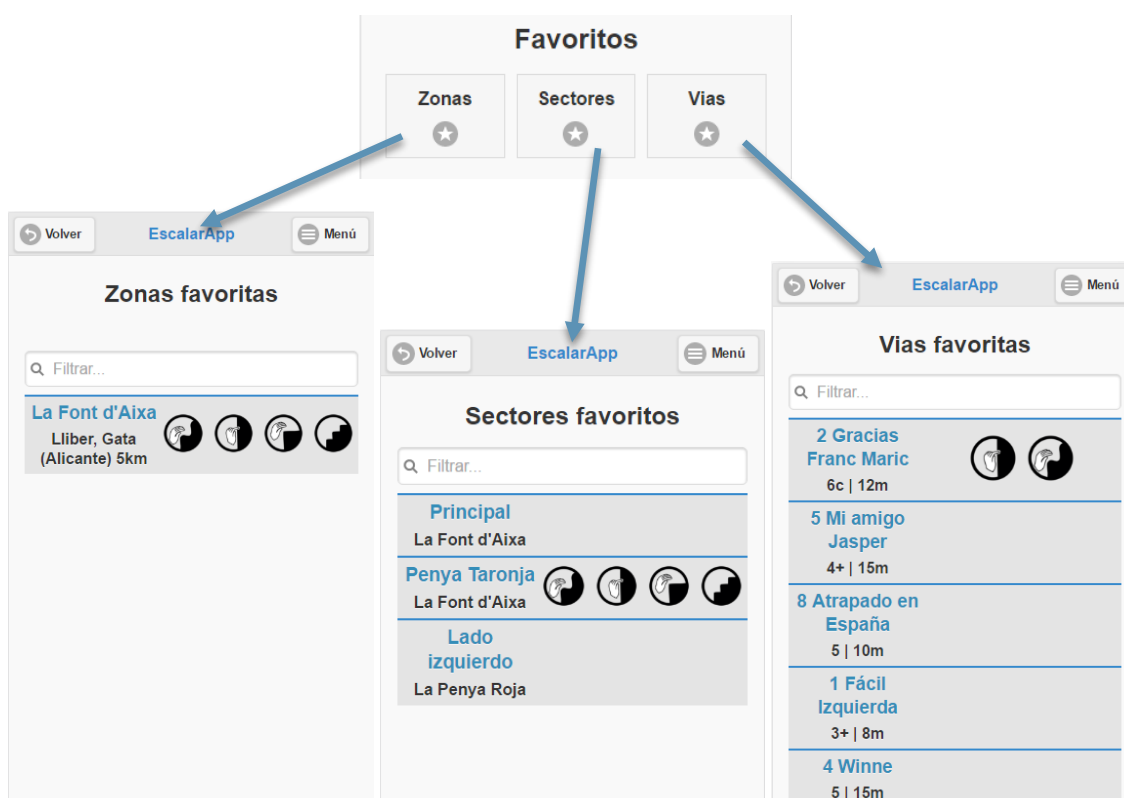 Favoritos
Zonas
Sectores
Vias
Volver
EscalarApp
Menú
Zonas favoritas
Filtrar...
La Font d'Aixa
Lliber, Gata
(Alicante) 5km
Volver
EscalarApp
Menú
Sectores favoritos
Filtrar...
Principal
La Font d'Aixa
Penya Taronja
La Font d'Aixa
Lado
izquierdo
La Penya Roja
Volver
EscalarApp
Menú
Vias favoritas
Filtrar...
2 Gracias
Franc Maric
6c | 12m
5 Mi amigo
Jasper
4+ | 15m
8 Atrapado en
España
5 | 10m
1 Fácil
Izquierda
3+ | 8m
4 Winne
5 | 15m